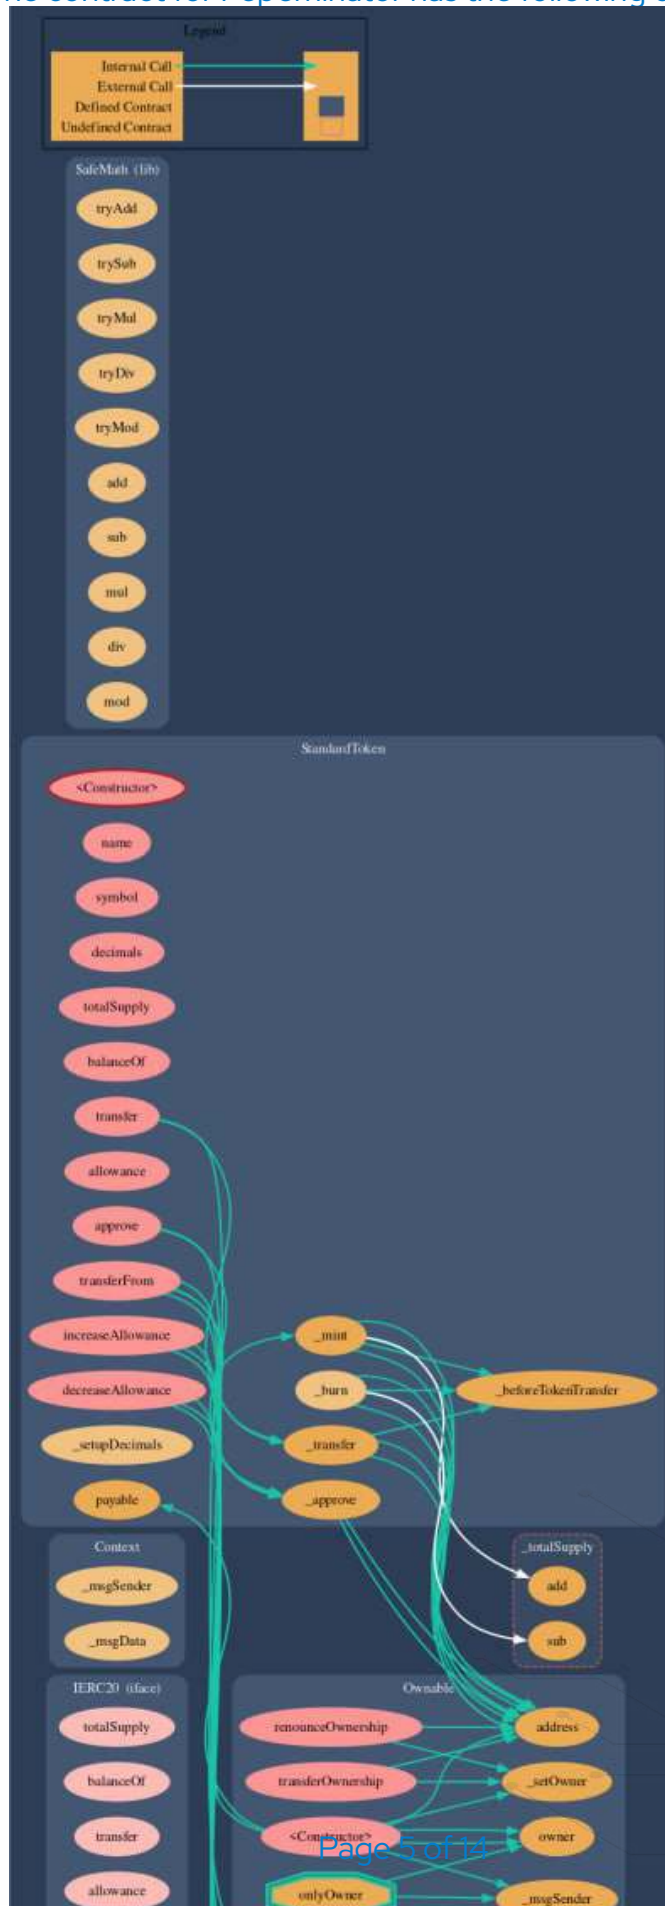 Legend
Internal Call
External Call
Defined Contract
Undefined Contract
SafeMath (lib)
tryAdd
trySub
tryMul
tryDiv
tryMod
add
sub
mul
div
mod
StandardToken
<Constructor>
name
symbol
decimals
totalSupply
balanceOf
transfer
allowance
approve
transferFrom
increaseAllowance
_mint
decreaseAllowance
_burn
_beforeTokenTransfer
_setupDecimals
_transfer
payable
_approve
Context
_totalSupply
_msgSender
add
_msgData
sub
IERC20 (iface)
Ownable
totalSupply
renounceOwnership
address
balanceOf
transferOwnership
_setOwner
transfer
<Constructor>
owner
Page 5 of 14
allowance
onlyOwner
_msgSender